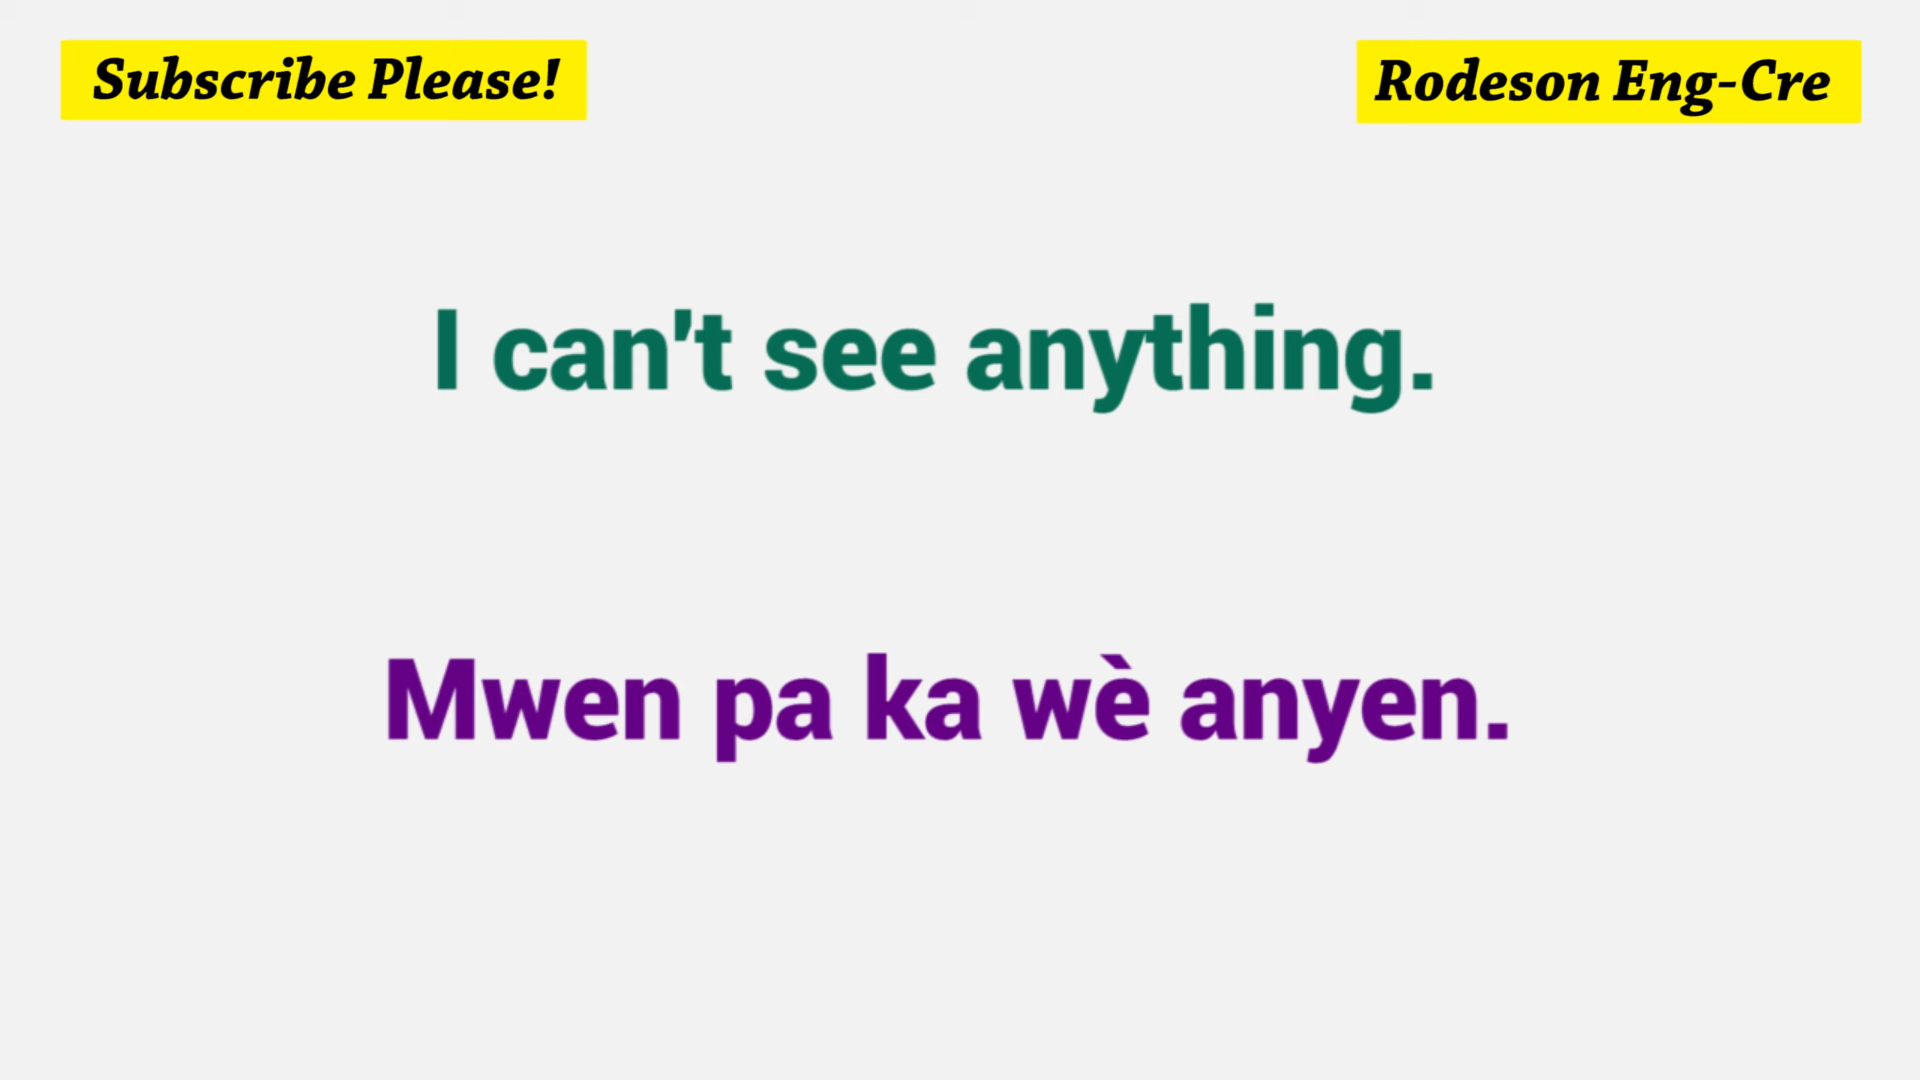 Subscribe Please!
Rodeson Eng-Cre
I can't see anything.
Mwen pa ka wè anyen.